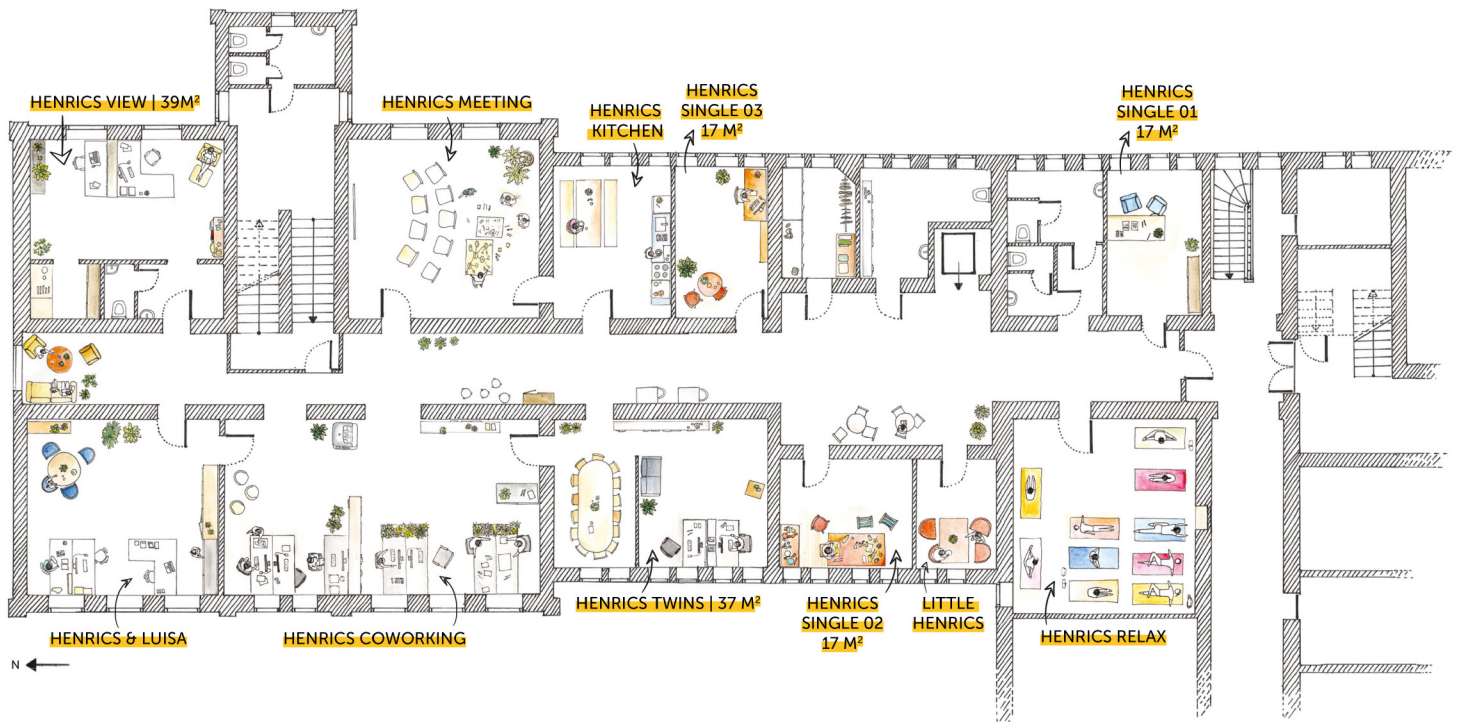 HENRICS VIEW | 39M²
HENRICS MEETING
HENRICS
KITCHEN
HENRICS
SINGLE 03
17 M²
HENRICS
SINGLE 01
17 M²
HENRICS & LUISA
HENRICS COWORKING
HENRICS TWINS | 37 M²
HENRICS
SINGLE 02
17 M²
LITTLE
HENRICS
HENRICS RELAX
N